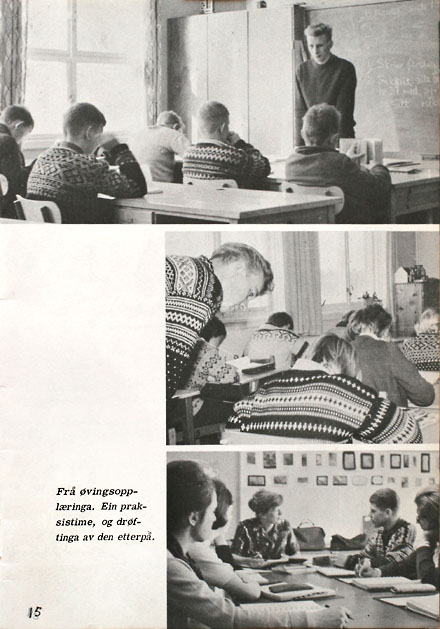 Frå øvingsopp-
læringa. Ein prak-
sistime, og drøf-
tinga av den etterpå.
15